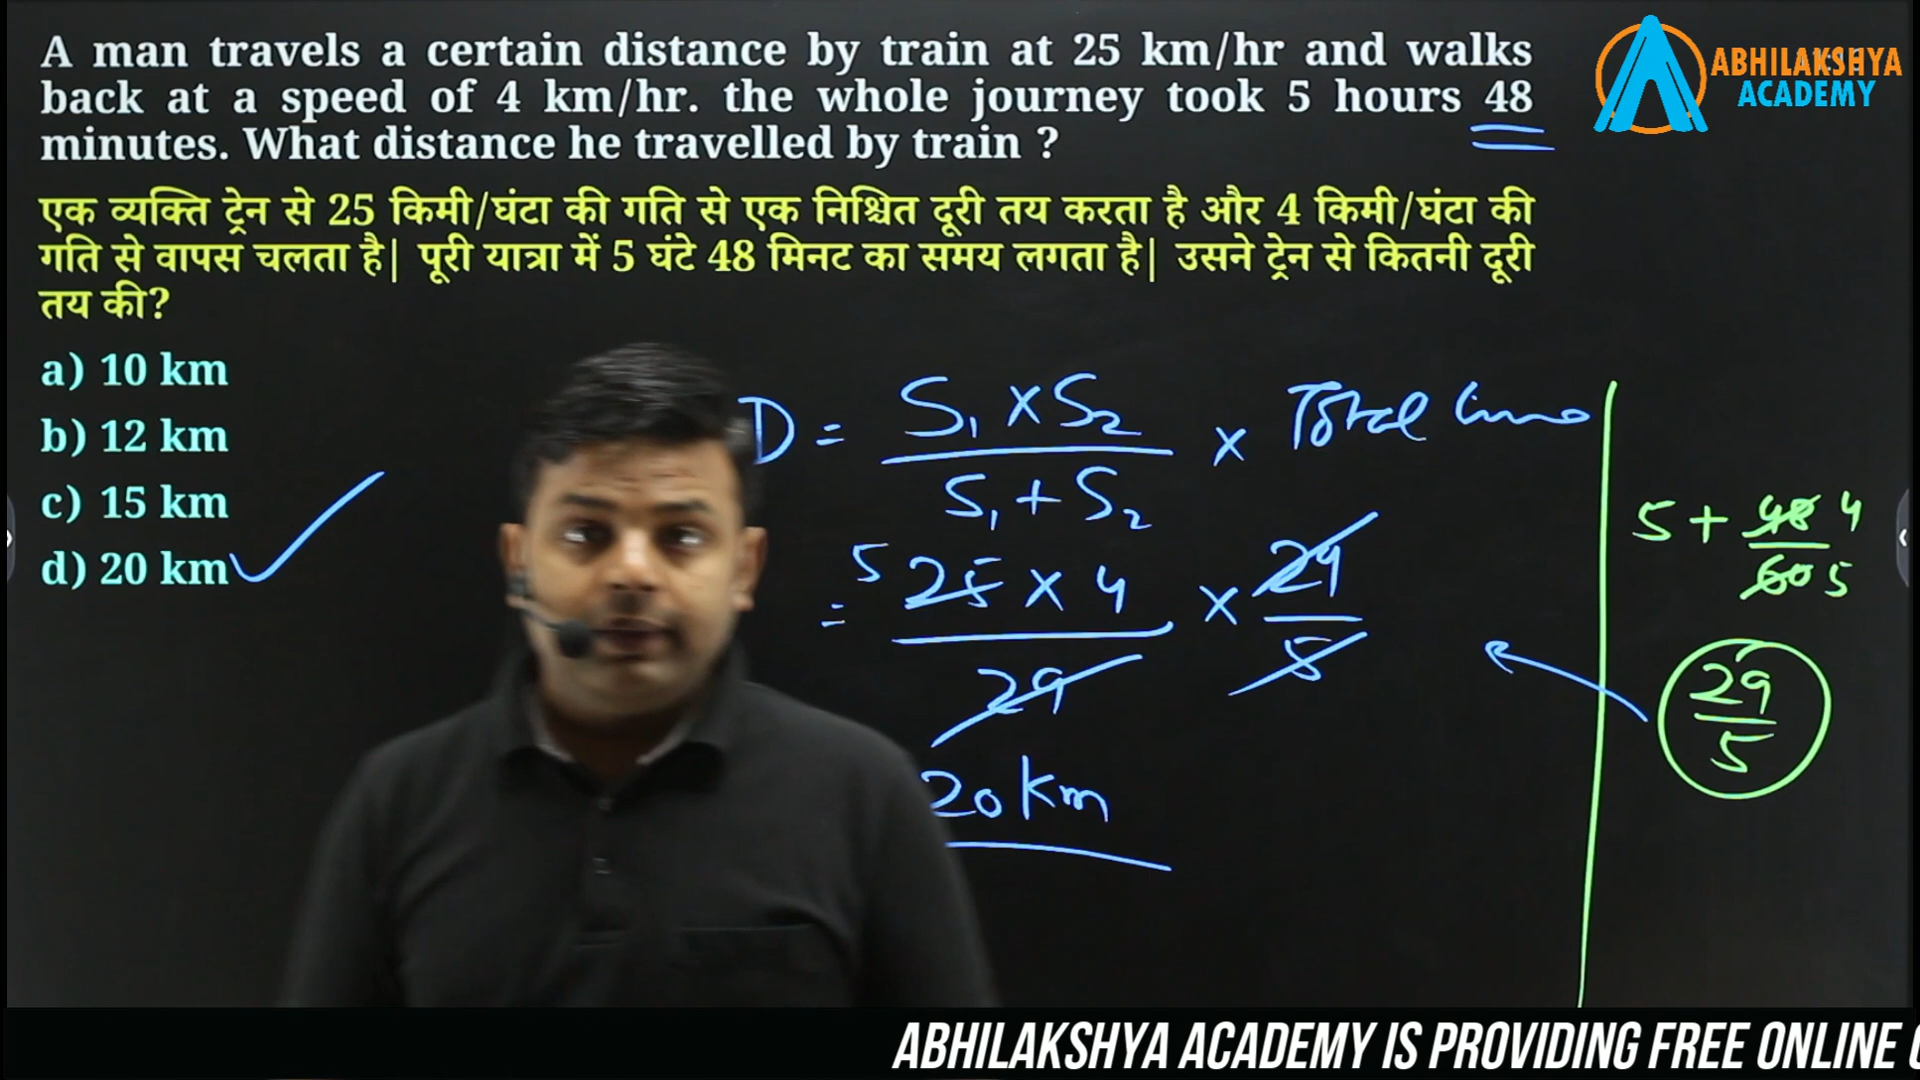 A man travels a certain distance by train at 25 km/hr and walks
back at a speed of 4 km/hr. the whole journey took 5 hours 48
minutes. What distance he travelled by train ?
एक व्यक्ति ट्रेन से 25 किमी/घंटा की गति से एक निश्चित दूरी तय करता है और 4 किमी/घंटा की
गति से वापस चलता है| पूरी यात्रा में 5 घंटे 48 मिनट का समय लगता है| उसने ट्रेन से कितनी दूरी
तय की?
a) 10 km
b) 12 km
c) 15 km
d) 20 km
D = S₁ × S₂ / S₁ + S₂ × Total time
= 5 25 × 4 / 29 × 29 / 5
20 km
5 + 48 4 / 60 5
29 / 5
ABHILAKSHYA
ACADEMY
ABHILAKSHYA ACADEMY IS PROVIDING FREE ONLINE